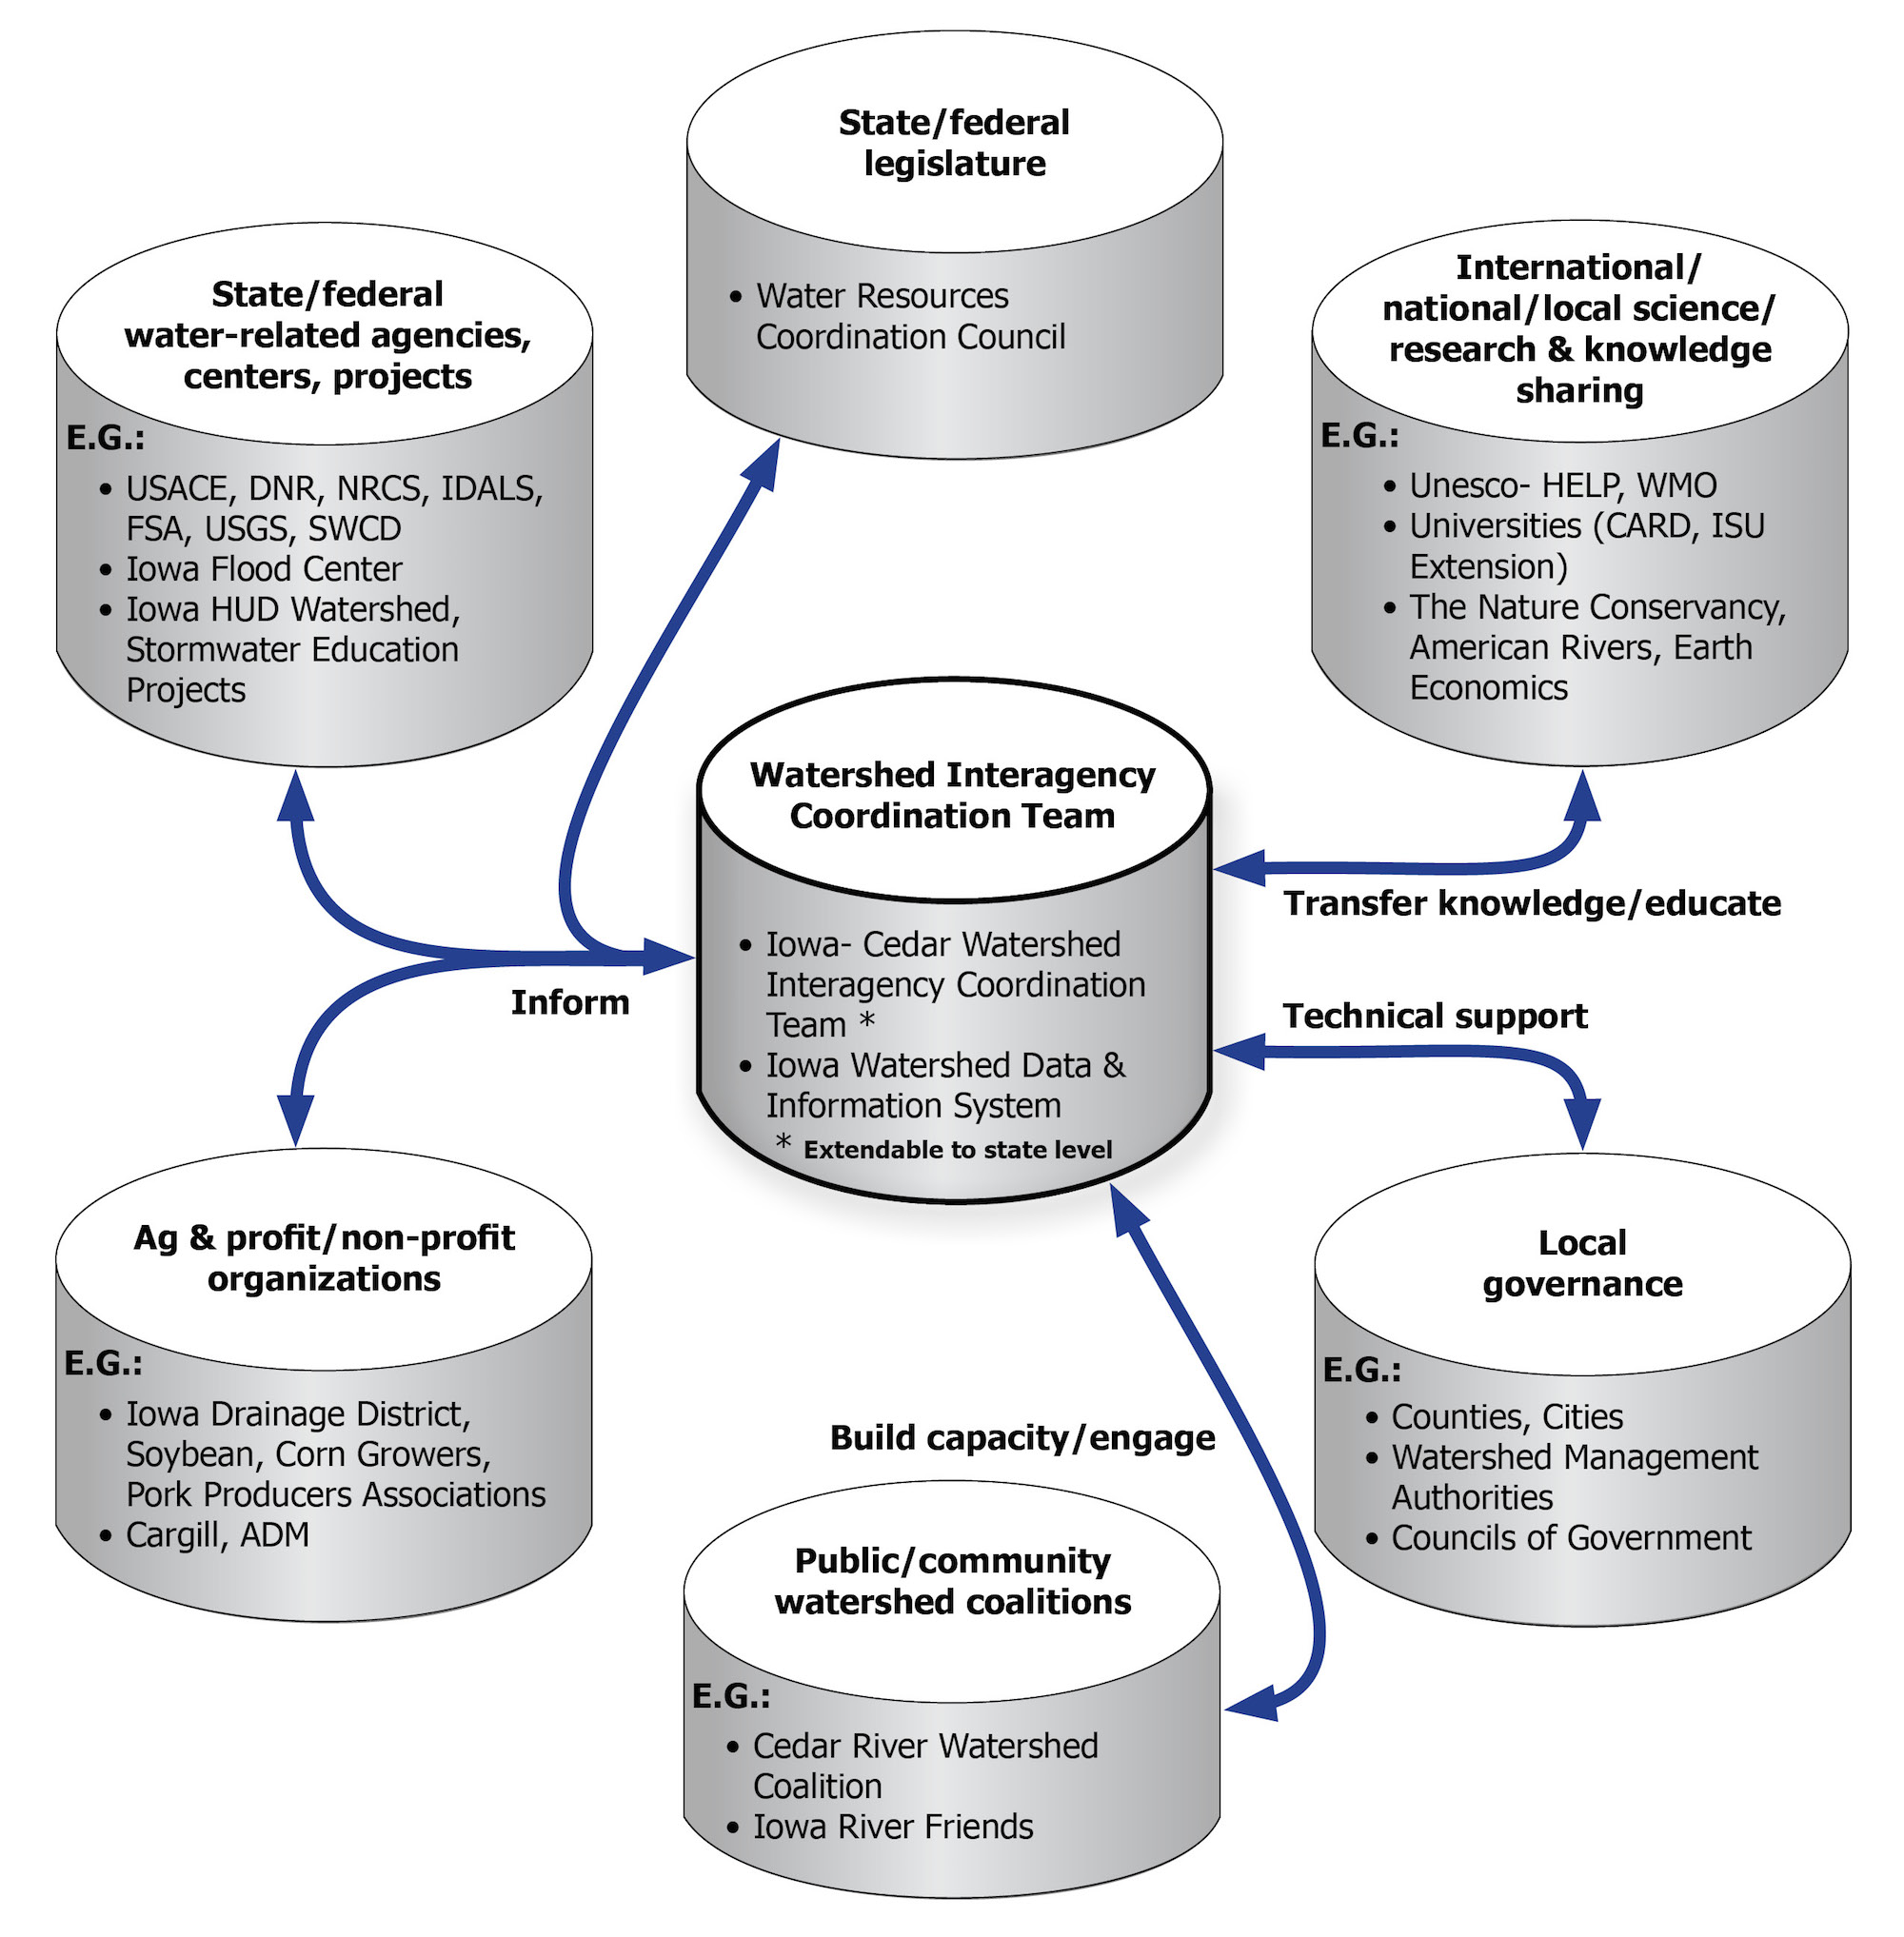 State/federal
legislature
• Water Resources
Coordination Council
State/federal
water-related agencies,
centers, projects
E.G.:
• USACE, DNR, NRCS, IDALS,
FSA, USGS, SWCD
• Iowa Flood Center
• Iowa HUD Watershed,
Stormwater Education
Projects
International/
national/local science/
research & knowledge
sharing
E.G.:
• Unesco- HELP, WMO
• Universities (CARD, ISU
Extension)
• The Nature Conservancy,
American Rivers, Earth
Economics
Watershed Interagency
Coordination Team
• Iowa- Cedar Watershed
Interagency Coordination
Team *
• Iowa Watershed Data &
Information System
* Extendable to state level
Transfer knowledge/educate
Inform
Technical support
Ag & profit/non-profit
organizations
E.G.:
• Iowa Drainage District,
Soybean, Corn Growers,
Pork Producers Associations
• Cargill, ADM
Build capacity/engage
Local
governance
E.G.:
• Counties, Cities
• Watershed Management
Authorities
• Councils of Government
Public/community
watershed coalitions
E.G.:
• Cedar River Watershed
Coalition
• Iowa River Friends